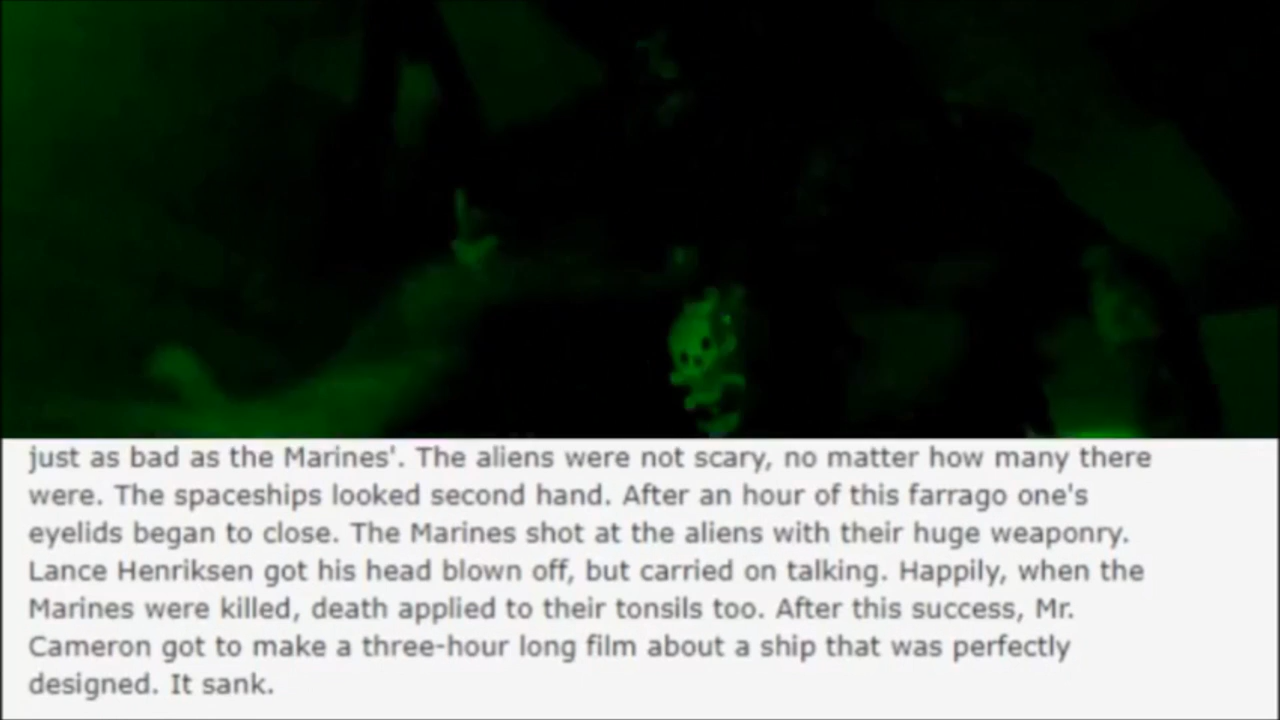 just as bad as the Marines'. The aliens were not scary, no matter how many there
were. The spaceships looked second hand. After an hour of this farrago one's
eyelids began to close. The Marines shot at the aliens with their huge weaponry.
Lance Henriksen got his head blown off, but carried on talking. Happily, when the
Marines were killed, death applied to their tonsils too. After this success, Mr.
Cameron got to make a three-hour long film about a ship that was perfectly
designed. It sank.